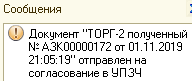 Сообщения
Документ "ТОРГ-2 полученный
№ АЗК00000172 от 01.11.2019
21:05:19" отправлен на
согласование в УПЗЧ